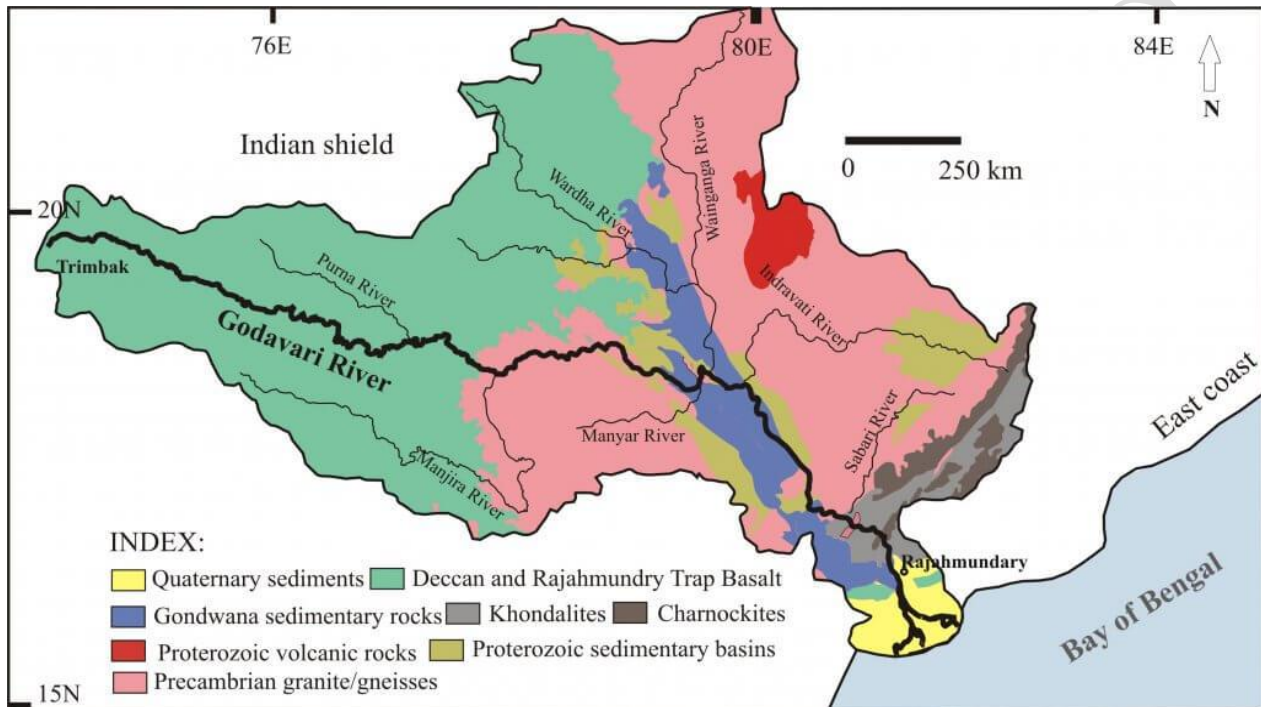 76E
80E
84E
N
Indian shield
0
250 km
Wainganga River
Wardha River
20N
Trimbak
Purna River
Godavari River
Indravati River
East coast
Manyar River
Sabari River
Manjira River
INDEX:
Quaternary sediments
Deccan and Rajahmundry Trap Basalt
Rajahmundary
Gondwana sedimentary rocks
Khondalites
Charnockites
Bay of Bengal
Proterozoic volcanic rocks
Proterozoic sedimentary basins
Precambrian granite/gneisses
15N